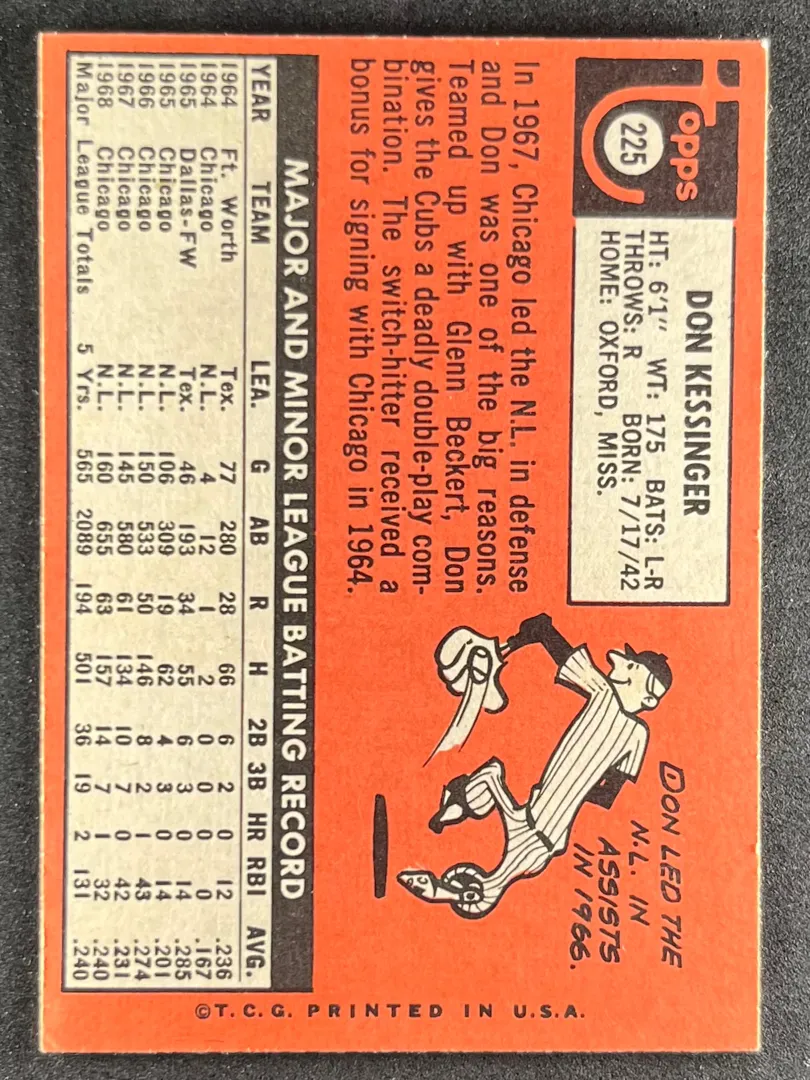 Topps
225
DON KESSINGER
HT: 6'1" WT: 175 BATS: L-R
THROWS: R BORN: 7/17/42
HOME: OXFORD, MISS.
In 1967, Chicago led the N.L. in defense
and Don was one of the big reasons.
Teamed up with Glenn Beckert, Don
gives the Cubs a deadly double-play com-
bination. The switch-hitter received a
bonus for signing with Chicago in 1964.
DON LED THE
N.L. IN
ASSISTS
IN 1966.
MAJOR AND MINOR LEAGUE BATTING RECORD
YEAR TEAM LEA. G AB R H 2B 3B HR RBI AVG.
1964 Ft. Worth Tex. 77 280 28 66 6 2 0 12 .236
1964 Chicago N.L. 4 12 1 2 0 0 0 0 .167
1965 Dallas-FW Tex. 46 193 34 55 6 3 0 14 .285
1965 Chicago N.L. 106 309 19 62 4 3 0 14 .201
1966 Chicago N.L. 150 533 50 146 8 2 1 43 .274
1967 Chicago N.L. 145 580 61 134 10 7 0 42 .231
1968 Chicago N.L. 160 655 63 157 14 7 1 32 .240
Major League Totals 5 Yrs. 565 2089 194 501 36 19 2 131 .240
©T.C.G. PRINTED IN U.S.A.